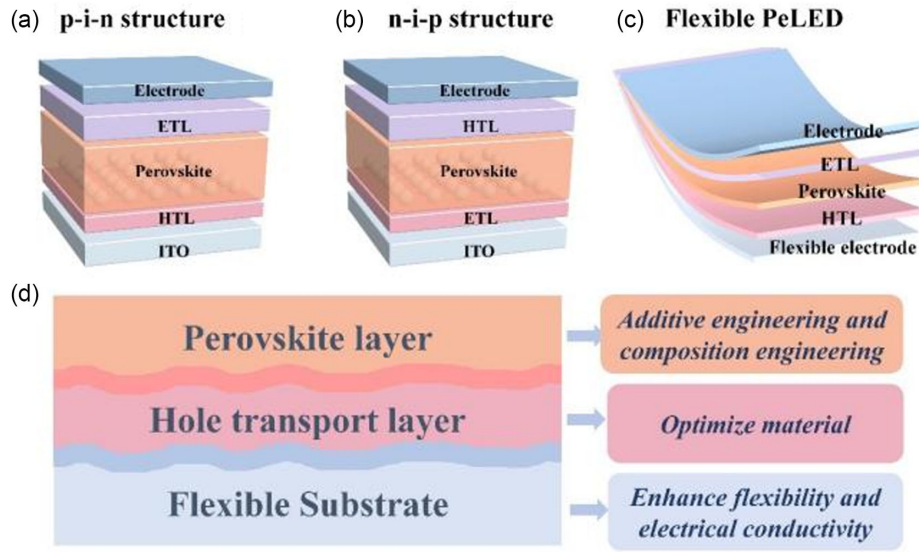 (a) p-i-n structure
Electrode
ETL
Perovskite
HTL
ITO
(b) n-i-p structure
Electrode
HTL
Perovskite
ETL
ITO
(c) Flexible PeLED
Electrode
ETL
Perovskite
HTL
Flexible electrode
(d)
Perovskite layer
Additive engineering and
composition engineering
Hole transport layer
Optimize material
Flexible Substrate
Enhance flexibility and
electrical conductivity